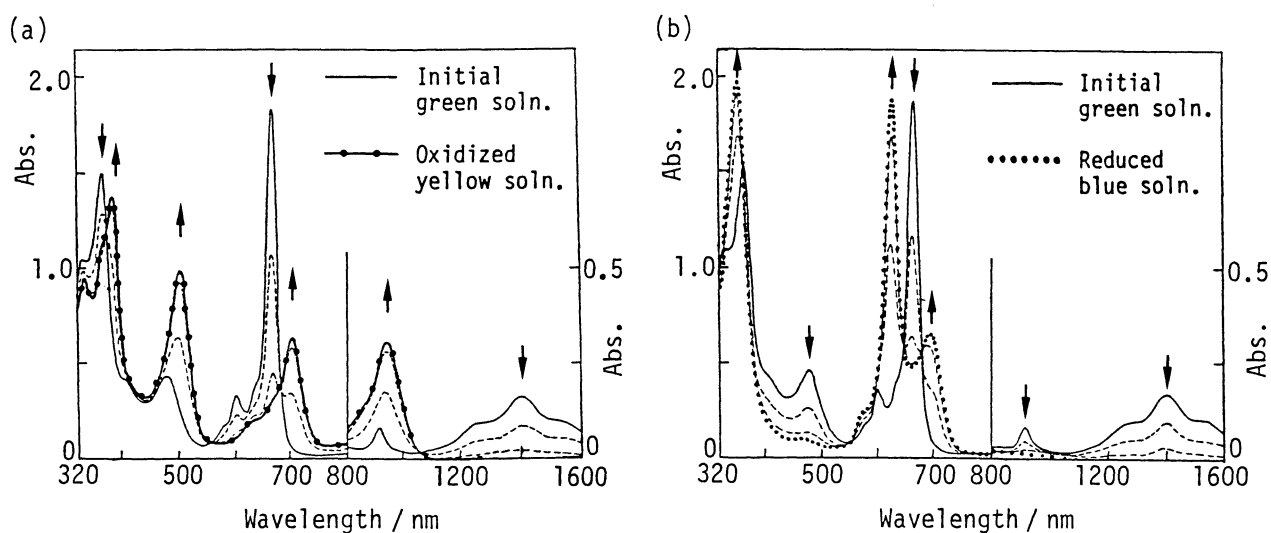 (a)
2.0
1.0
0
Abs.
Initial
green soln.
Oxidized
yellow soln.
0.5
0
Abs.
320 500 700 800 1200 1600
Wavelength / nm
(b)
2.0
1.0
0
Abs.
Initial
green soln.
Reduced
blue soln.
0.5
0
Abs.
320 500 700 800 1200 1600
Wavelength / nm